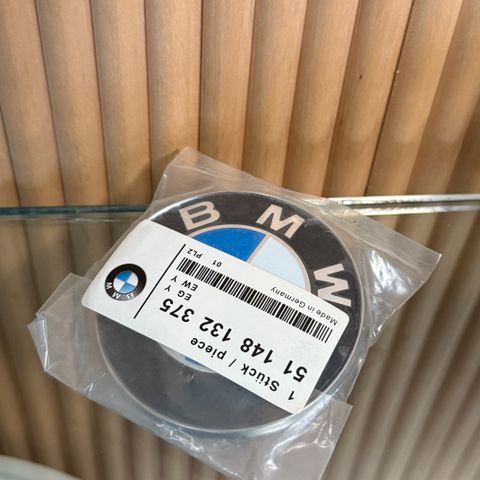 BMW
BMW
1 Stück / piece
51 148 132 375
EG Y
EW Y
01 PL2
Made in Germany